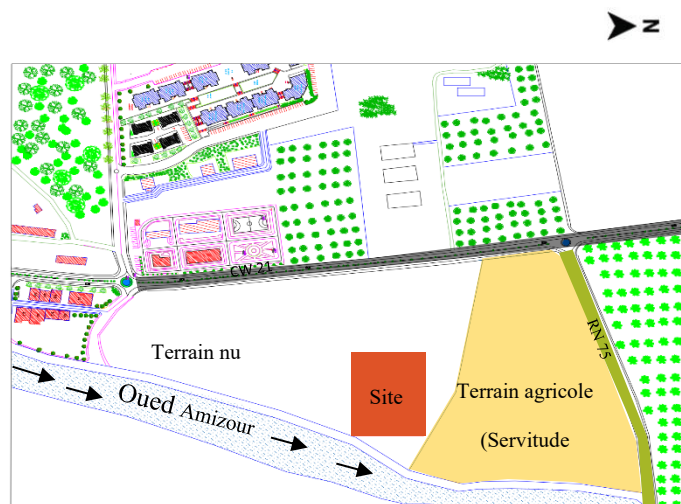 N
CW 21
RN 75
Terrain nu
Site
Terrain agricole
(Servitude
Oued Amizour